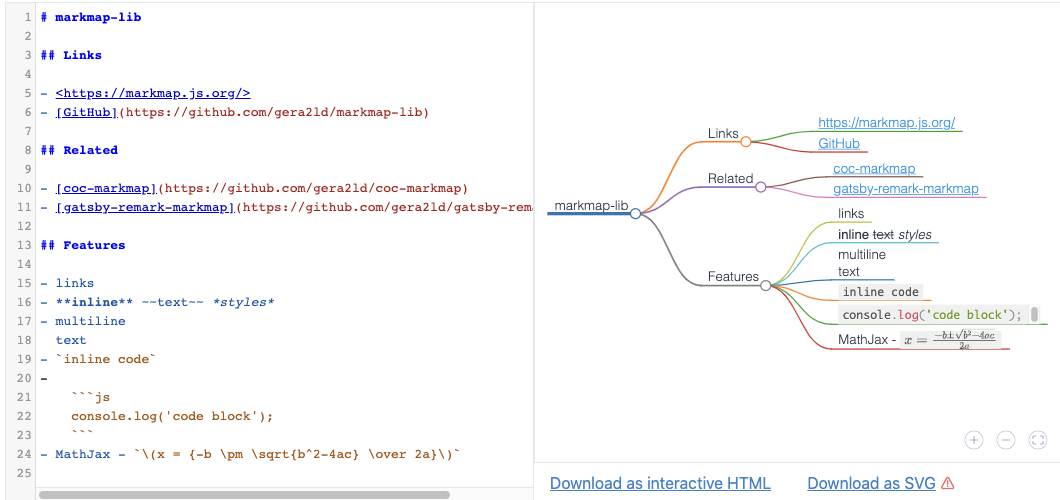 1 # markmap-lib
2
3 ## Links
4
5 - <https://markmap.js.org/>
6 - [GitHub](https://github.com/gera2ld/markmap-lib)
7
8 ## Related
9
10 - [coc-markmap](https://github.com/gera2ld/coc-markmap)
11 - [gatsby-remark-markmap](https://github.com/gera2ld/gatsby-rem
12
13 ## Features
14
15 - links
16 - **inline** ~~text~~ *styles*
17 - multiline
18   text
19 - `inline code`
20 -
21     ```js
22     console.log('code block');
23     ```
24 - MathJax - `\(x = {-b \pm \sqrt{b^2-4ac} \over 2a}\)`
25
markmap-lib
Links
https://markmap.js.org/
GitHub
Related
coc-markmap
gatsby-remark-markmap
Features
links
inline text styles
multiline
text
inline code
console.log('code block');
MathJax - x = −b±√b²−4ac / 2a
Download as interactive HTML
Download as SVG